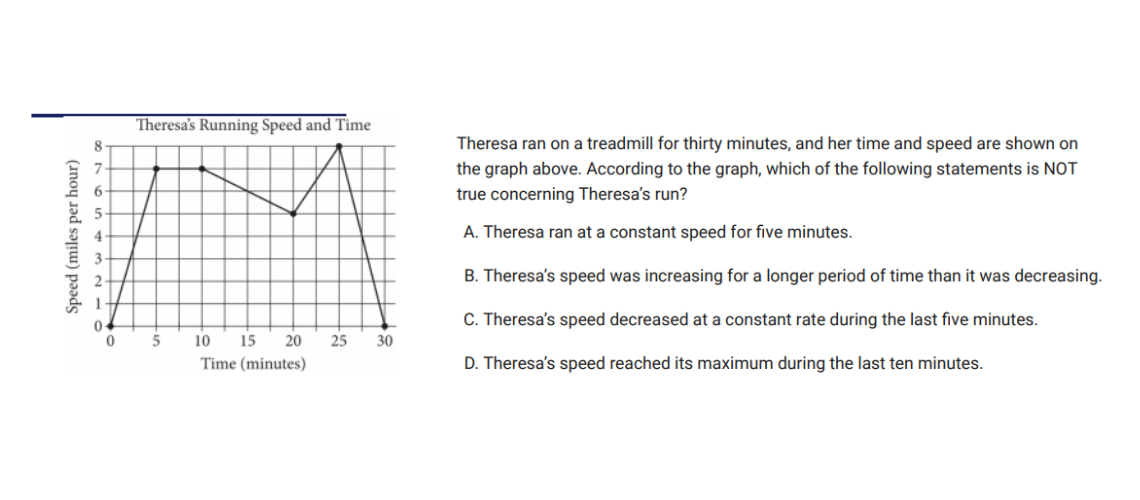 Theresa's Running Speed and Time
Speed (miles per hour)
8
7
6
5
4
3
2
1
0
0 5 10 15 20 25 30
Time (minutes)
Theresa ran on a treadmill for thirty minutes, and her time and speed are shown on
the graph above. According to the graph, which of the following statements is NOT
true concerning Theresa's run?
A. Theresa ran at a constant speed for five minutes.
B. Theresa's speed was increasing for a longer period of time than it was decreasing.
C. Theresa's speed decreased at a constant rate during the last five minutes.
D. Theresa's speed reached its maximum during the last ten minutes.